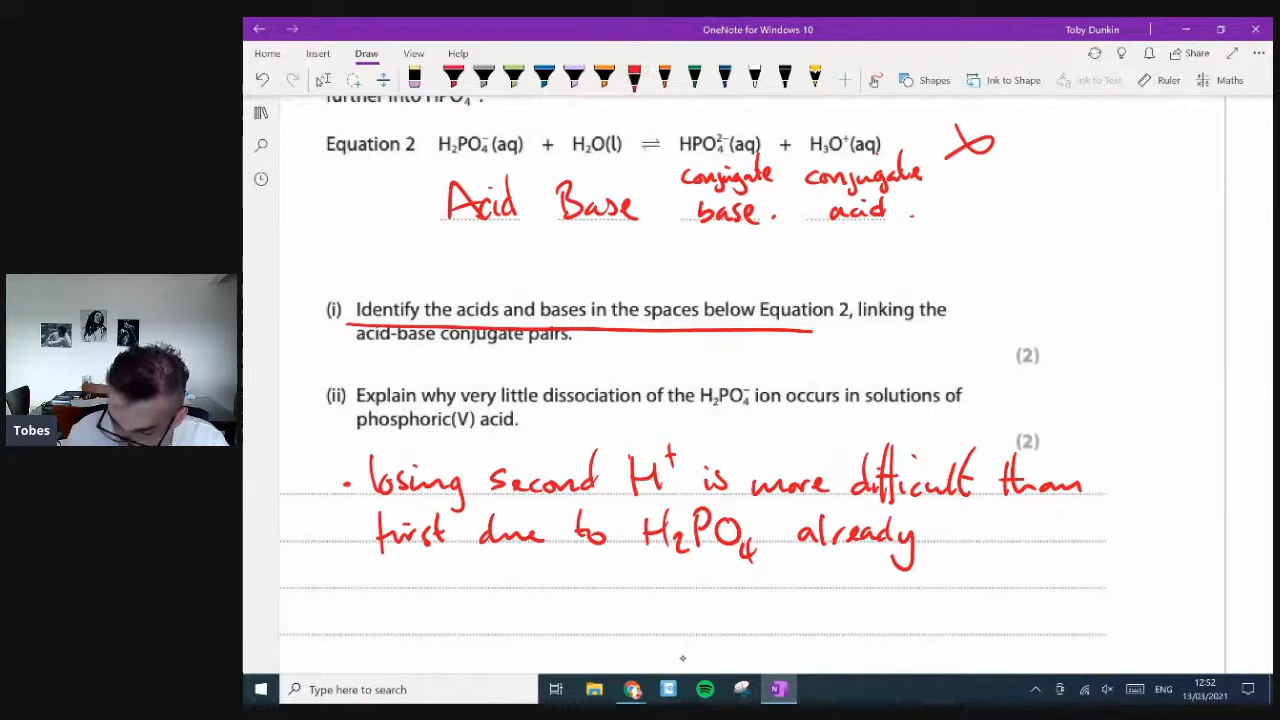 OneNote for Windows 10
Toby Dunkin
Home Insert Draw View Help
Share
Shapes
Ink to Shape
Ink to Text
Ruler
Maths
further into HPO₄²⁻.
Equation 2 H₂PO₄⁻(aq) + H₂O(l) ⇌ HPO₄²⁻(aq) + H₃O⁺(aq)
Acid Base conjugate base. conjugate acid.
(i) Identify the acids and bases in the spaces below Equation 2, linking the
acid-base conjugate pairs.
(2)
(ii) Explain why very little dissociation of the H₂PO₄⁻ ion occurs in solutions of
phosphoric(V) acid.
(2)
• losing second H⁺ is more difficult than
first due to H₂PO₄ already
Tobes
Type here to search
ENG
12:52
13/03/2021